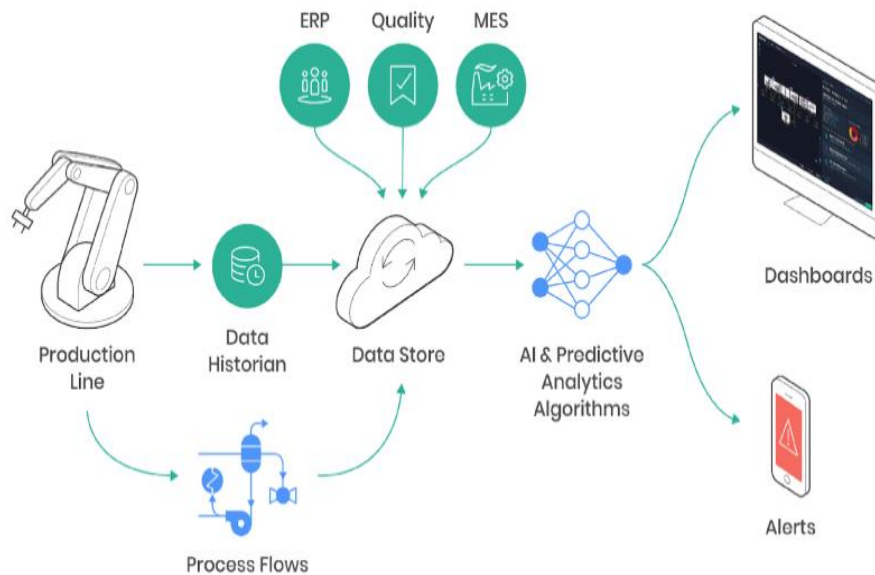 ERP
Quality
MES
Production
Line
Data
Historian
Data Store
AI & Predictive
Analytics
Algorithms
Dashboards
Process Flows
Alerts